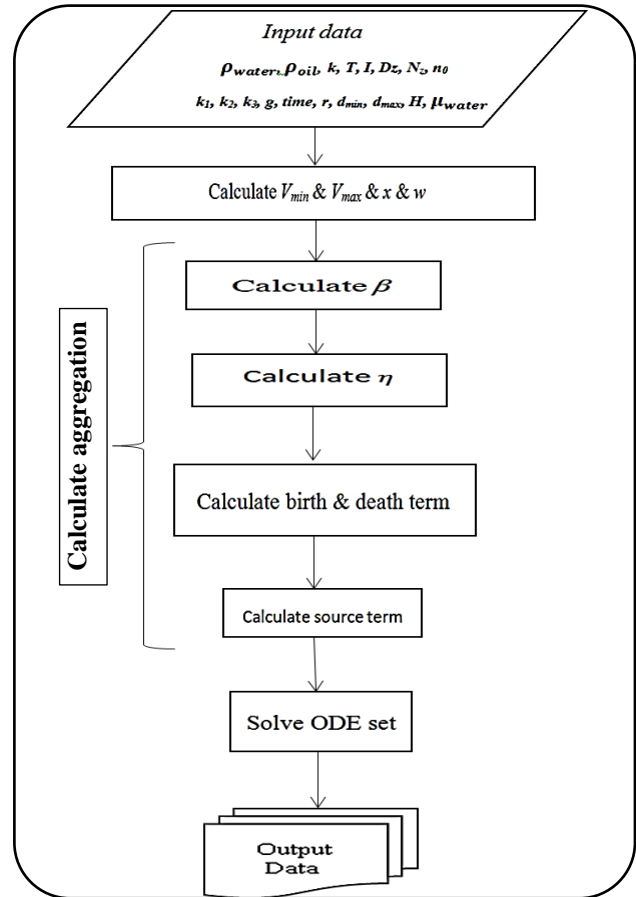 Input data
ρwater, ρoil, k, T, I, Dz, Nz, n0
k1, k2, k3, g, time, r, dmin, dmax, H, μwater
Calculate Vmin & Vmax & x & w
Calculate aggregation
Calculate β
Calculate η
Calculate birth & death term
Calculate source term
Solve ODE set
Output
Data